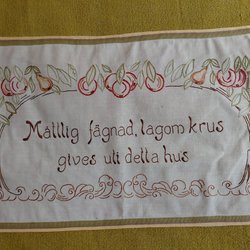 Måttlig fägnad, lagom krus
gives uti detta hus